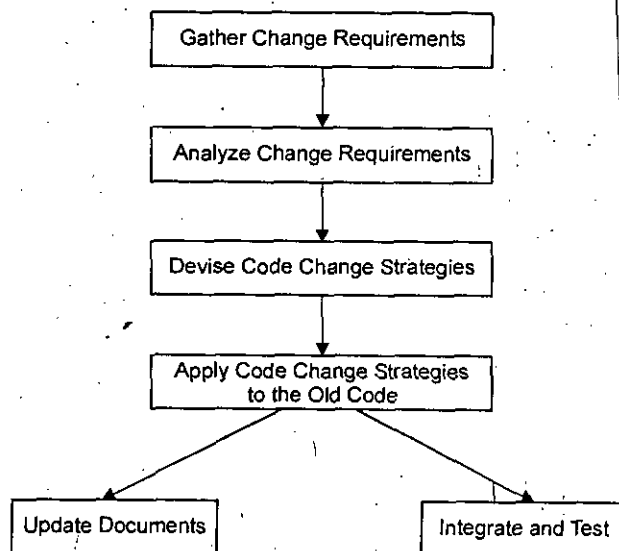 Gather Change Requirements
Analyze Change Requirements
Devise Code Change Strategies
Apply Code Change Strategies
to the Old Code
Update Documents
Integrate and Test